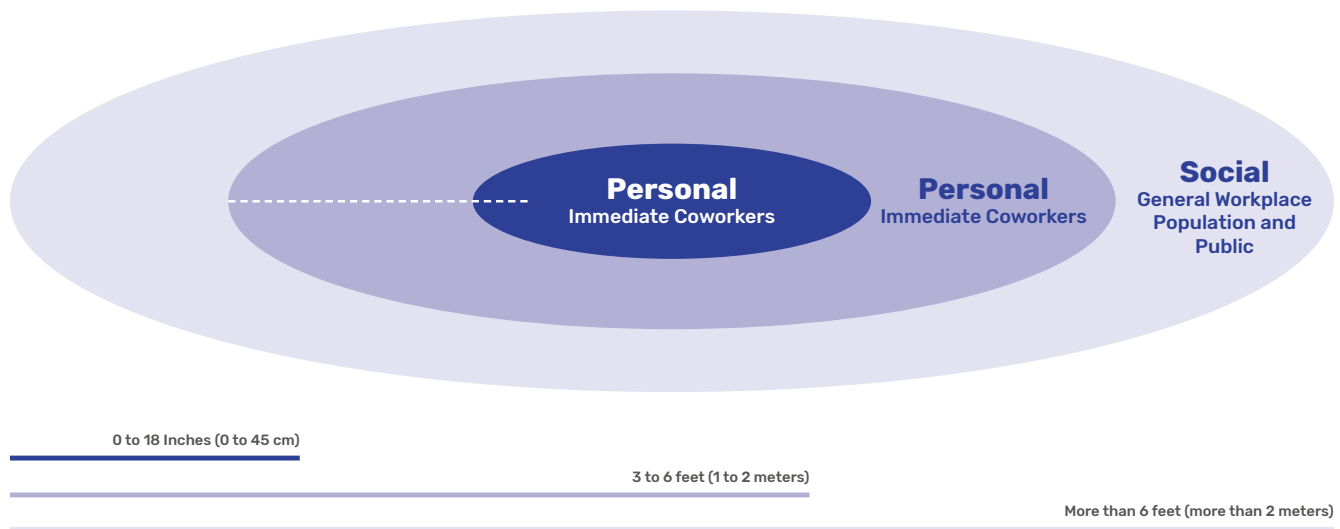 Personal
Immediate Coworkers
Personal
Immediate Coworkers
Social
General Workplace
Population and
Public
0 to 18 Inches (0 to 45 cm)
3 to 6 feet (1 to 2 meters)
More than 6 feet (more than 2 meters)